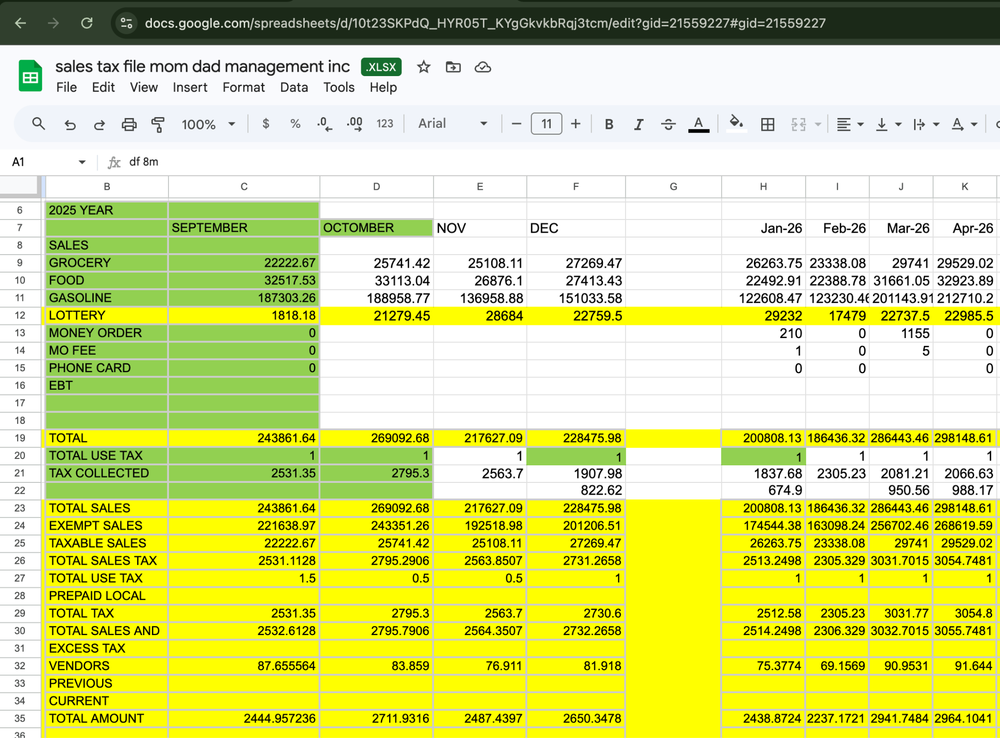 docs.google.com/spreadsheets/d/10t23SKPdQ_HYR05T_KYgGkvkbRqj3tcm/edit?gid=21559227#gid=21559227
sales tax file mom dad management inc .XLSX
File Edit View Insert Format Data Tools Help
100% $ % .0 .00 123 Arial 11 B I A A
A1 fx df 8m
B C D E F G H I J K
6 2025 YEAR
7 SEPTEMBER OCTOMBER NOV DEC Jan-26 Feb-26 Mar-26 Apr-26
8 SALES
9 GROCERY 22222.67 25741.42 25108.11 27269.47 26263.75 23338.08 29741 29529.02
10 FOOD 32517.53 33113.04 26876.1 27413.43 22492.91 22388.78 31661.05 32923.89
11 GASOLINE 187303.26 188958.77 136958.88 151033.58 122608.47 123230.46 201143.91 212710.2
12 LOTTERY 1818.18 21279.45 28684 22759.5 29232 17479 22737.5 22985.5
13 MONEY ORDER 0 210 0 1155 0
14 MO FEE 0 1 0 5 0
15 PHONE CARD 0 0 0 0
16 EBT
17
18
19 TOTAL 243861.64 269092.68 217627.09 228475.98 200808.13 186436.32 286443.46 298148.61
20 TOTAL USE TAX 1 1 1 1 1 1 1 1
21 TAX COLLECTED 2531.35 2795.3 2563.7 1907.98 1837.68 2305.23 2081.21 2066.63
22 822.62 674.9 950.56 988.17
23 TOTAL SALES 243861.64 269092.68 217627.09 228475.98 200808.13 186436.32 286443.46 298148.61
24 EXEMPT SALES 221638.97 243351.26 192518.98 201206.51 174544.38 163098.24 256702.46 268619.59
25 TAXABLE SALES 22222.67 25741.42 25108.11 27269.47 26263.75 23338.08 29741 29529.02
26 TOTAL SALES TAX 2531.1128 2795.2906 2563.8507 2731.2658 2513.2498 2305.329 3031.7015 3054.7481
27 TOTAL USE TAX 1.5 0.5 0.5 1 1 1 1 1
28 PREPAID LOCAL
29 TOTAL TAX 2531.35 2795.3 2563.7 2730.6 2512.58 2305.23 3031.77 3054.8
30 TOTAL SALES AND 2532.6128 2795.7906 2564.3507 2732.2658 2514.2498 2306.329 3032.7015 3055.7481
31 EXCESS TAX
32 VENDORS 87.655564 83.859 76.911 81.918 75.3774 69.1569 90.9531 91.644
33 PREVIOUS
34 CURRENT
35 TOTAL AMOUNT 2444.957236 2711.9316 2487.4397 2650.3478 2438.8724 2237.1721 2941.7484 2964.1041
36